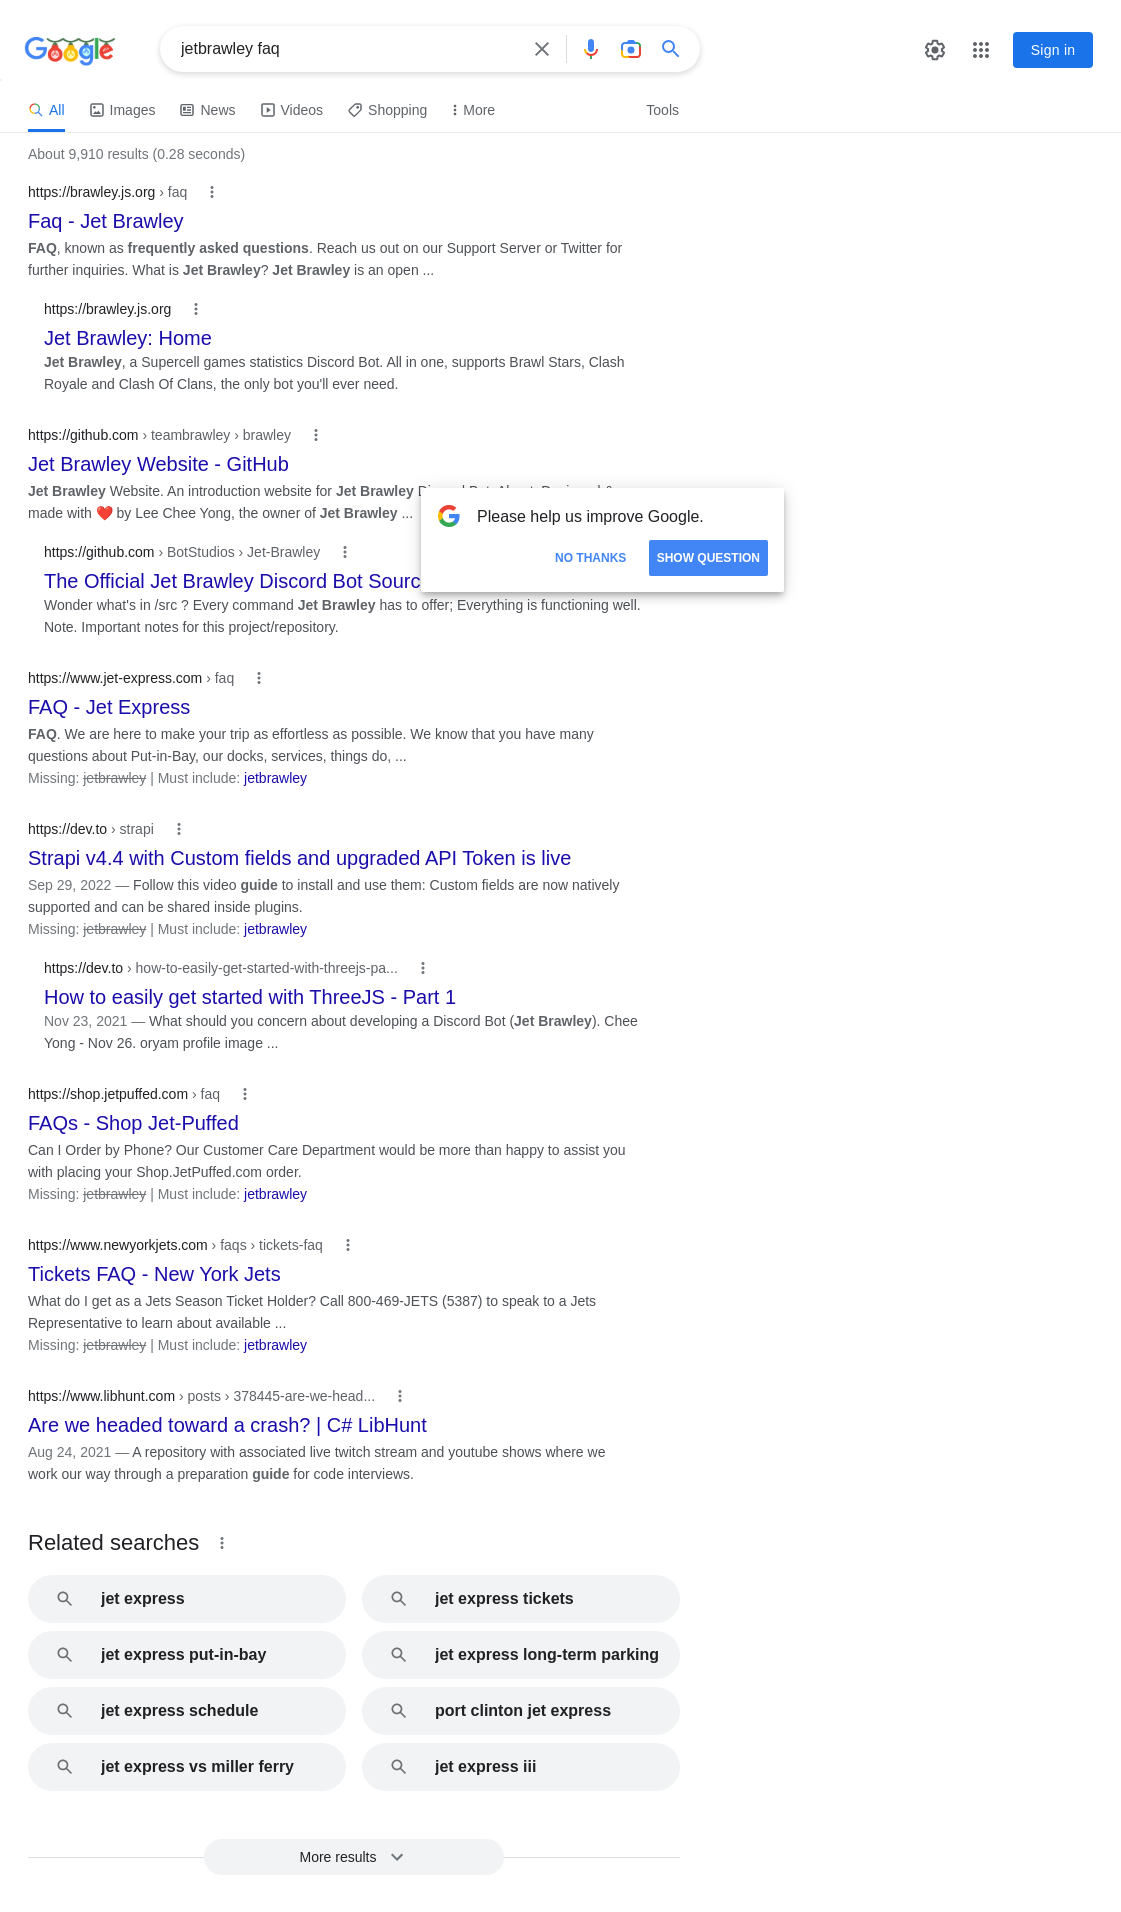 Google
jetbrawley faq
Sign in
All
Images
News
Videos
Shopping
More
Tools
About 9,910 results (0.28 seconds)
https://brawley.js.org › faq
Faq - Jet Brawley
FAQ, known as frequently asked questions. Reach us out on our Support Server or Twitter for
further inquiries. What is Jet Brawley? Jet Brawley is an open ...
https://brawley.js.org
Jet Brawley: Home
Jet Brawley, a Supercell games statistics Discord Bot. All in one, supports Brawl Stars, Clash
Royale and Clash Of Clans, the only bot you'll ever need.
https://github.com › teambrawley › brawley
Jet Brawley Website - GitHub
Jet Brawley Website. An introduction website for Jet Brawley
made with ❤️ by Lee Chee Yong, the owner of Jet Brawley ...
Please help us improve Google.
NO THANKS
SHOW QUESTION
https://github.com › BotStudios › Jet-Brawley
The Official Jet Brawley Discord Bot Sourc
Wonder what's in /src ? Every command Jet Brawley has to offer; Everything is functioning well.
Note. Important notes for this project/repository.
https://www.jet-express.com › faq
FAQ - Jet Express
FAQ. We are here to make your trip as effortless as possible. We know that you have many
questions about Put-in-Bay, our docks, services, things do, ...
Missing: jetbrawley | Must include: jetbrawley
https://dev.to › strapi
Strapi v4.4 with Custom fields and upgraded API Token is live
Sep 29, 2022 — Follow this video guide to install and use them: Custom fields are now natively
supported and can be shared inside plugins.
Missing: jetbrawley | Must include: jetbrawley
https://dev.to › how-to-easily-get-started-with-threejs-pa...
How to easily get started with ThreeJS - Part 1
Nov 23, 2021 — What should you concern about developing a Discord Bot (Jet Brawley). Chee
Yong - Nov 26. oryam profile image ...
https://shop.jetpuffed.com › faq
FAQs - Shop Jet-Puffed
Can I Order by Phone? Our Customer Care Department would be more than happy to assist you
with placing your Shop.JetPuffed.com order.
Missing: jetbrawley | Must include: jetbrawley
https://www.newyorkjets.com › faqs › tickets-faq
Tickets FAQ - New York Jets
What do I get as a Jets Season Ticket Holder? Call 800-469-JETS (5387) to speak to a Jets
Representative to learn about available ...
Missing: jetbrawley | Must include: jetbrawley
https://www.libhunt.com › posts › 378445-are-we-head...
Are we headed toward a crash? | C# LibHunt
Aug 24, 2021 — A repository with associated live twitch stream and youtube shows where we
work our way through a preparation guide for code interviews.
Related searches
jet express
jet express tickets
jet express put-in-bay
jet express long-term parking
jet express schedule
port clinton jet express
jet express vs miller ferry
jet express iii
More results